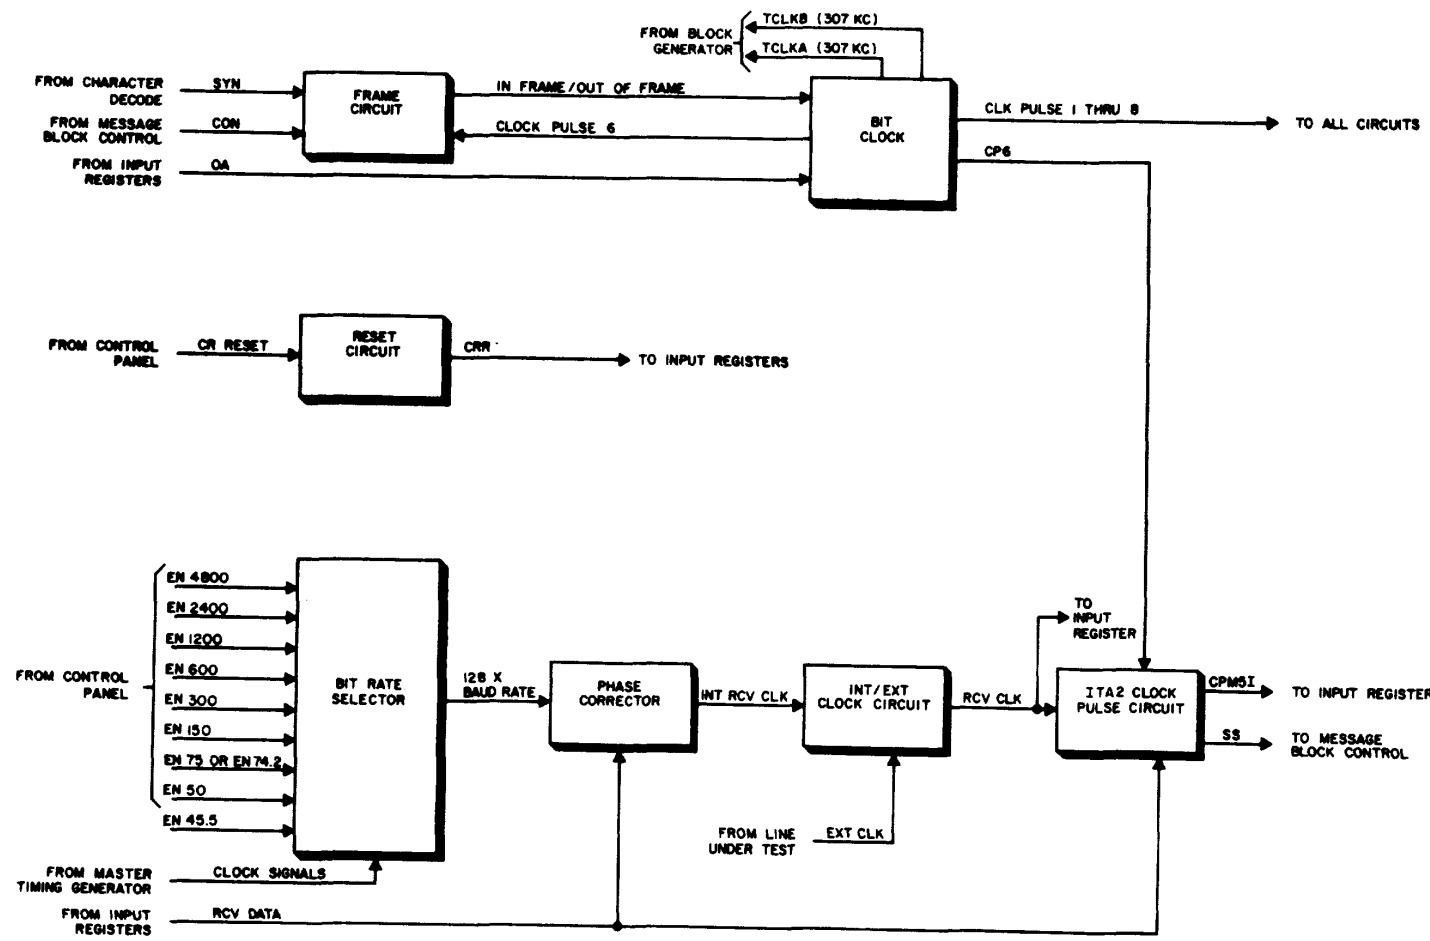 TCLKB (307 KC)
FROM BLOCK
GENERATOR
TCLKA (307 KC)
FROM CHARACTER
DECODE
SYN
FRAME
CIRCUIT
IN FRAME/OUT OF FRAME
BIT
CLOCK
CLK PULSE 1 THRU 8
TO ALL CIRCUITS
FROM MESSAGE
BLOCK CONTROL
CON
CLOCK PULSE 6
CP6
FROM INPUT
REGISTERS
OA
FROM CONTROL
PANEL
CR RESET
RESET
CIRCUIT
CRR
TO INPUT REGISTERS
FROM CONTROL
PANEL
EN 4800
EN 2400
EN 1200
EN 600
EN 300
EN 150
EN 75 OR EN 74.2
EN 50
EN 45.5
BIT RATE
SELECTOR
128 X
BAUD RATE
PHASE
CORRECTOR
INT RCV CLK
INT/EXT
CLOCK CIRCUIT
RCV CLK
TO
INPUT
REGISTER
ITA2 CLOCK
PULSE CIRCUIT
CPM5I
TO INPUT REGISTER
SS
TO MESSAGE
BLOCK CONTROL
FROM LINE
UNDER TEST
EXT CLK
FROM MASTER
TIMING GENERATOR
CLOCK SIGNALS
FROM INPUT
REGISTERS
RCV DATA